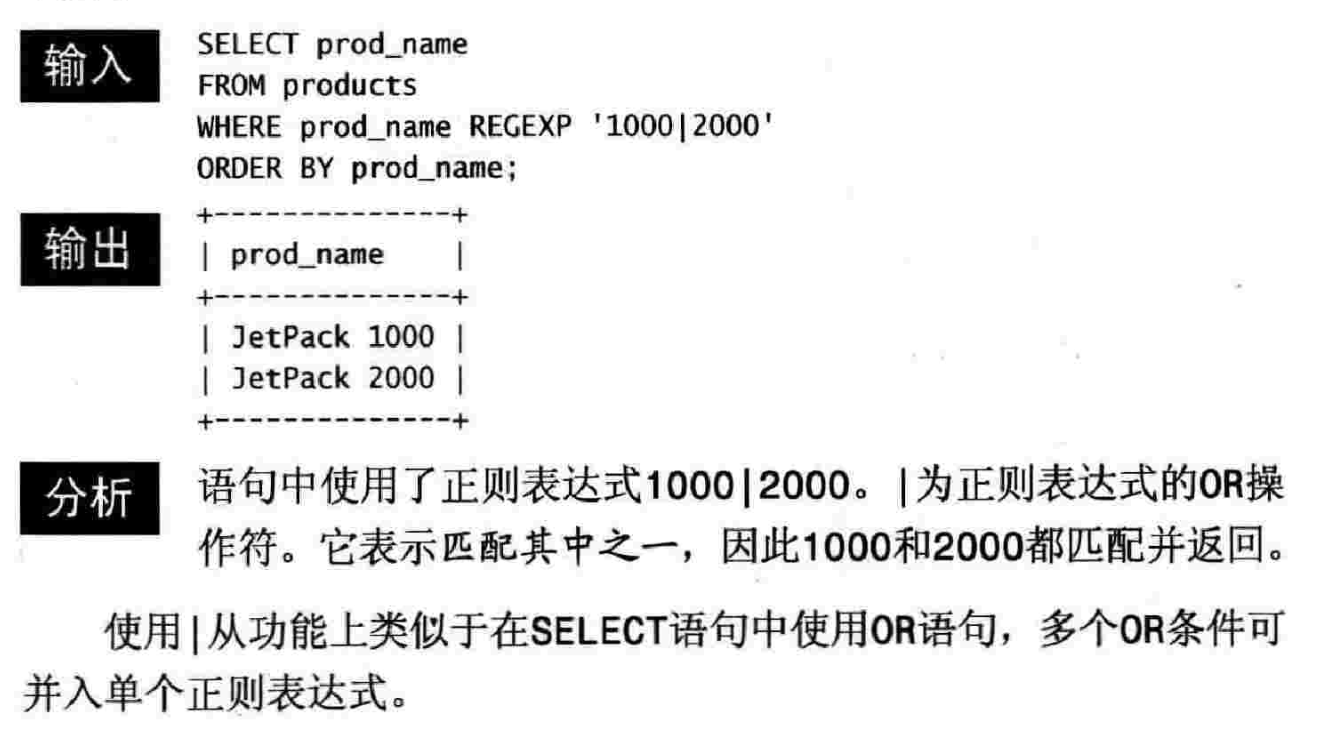 输入
SELECT prod_name
FROM products
WHERE prod_name REGEXP '1000|2000'
ORDER BY prod_name;
输出
+--------------+
| prod_name    |
+--------------+
| JetPack 1000 |
| JetPack 2000 |
+--------------+
分析
语句中使用了正则表达式1000|2000。|为正则表达式的OR操
作符。它表示匹配其中之一，因此1000和2000都匹配并返回。
使用|从功能上类似于在SELECT语句中使用OR语句，多个OR条件可
并入单个正则表达式。